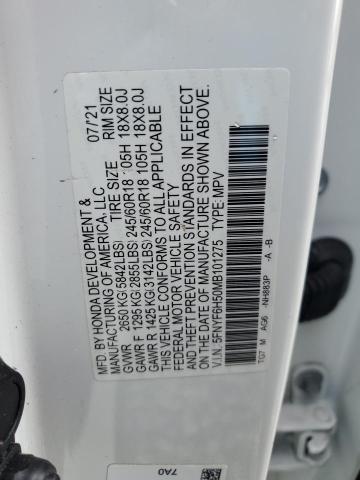 MFD. BY HONDA DEVELOPMENT & 07/'21
MANUFACTURING OF AMERICA, LLC
TIRE SIZE RIM SIZE
GVWR 2650 KG(5842LBS)
GAWR F 1295 KG(2855LBS) 245/60R18 105H 18X8.0J
GAWR R 1425 KG(3142LBS) 245/60R18 105H 18X8.0J
THIS VEHICLE CONFORMS TO ALL APPLICABLE
FEDERAL MOTOR VEHICLE SAFETY
AND THEFT PREVENTION STANDARDS IN EFFECT
ON THE DATE OF MANUFACTURE SHOWN ABOVE.
V.I.N.: 5FNYF6H50MB101275 TYPE: MPV
TG7 M AG6 NH883P -A -B
7A0